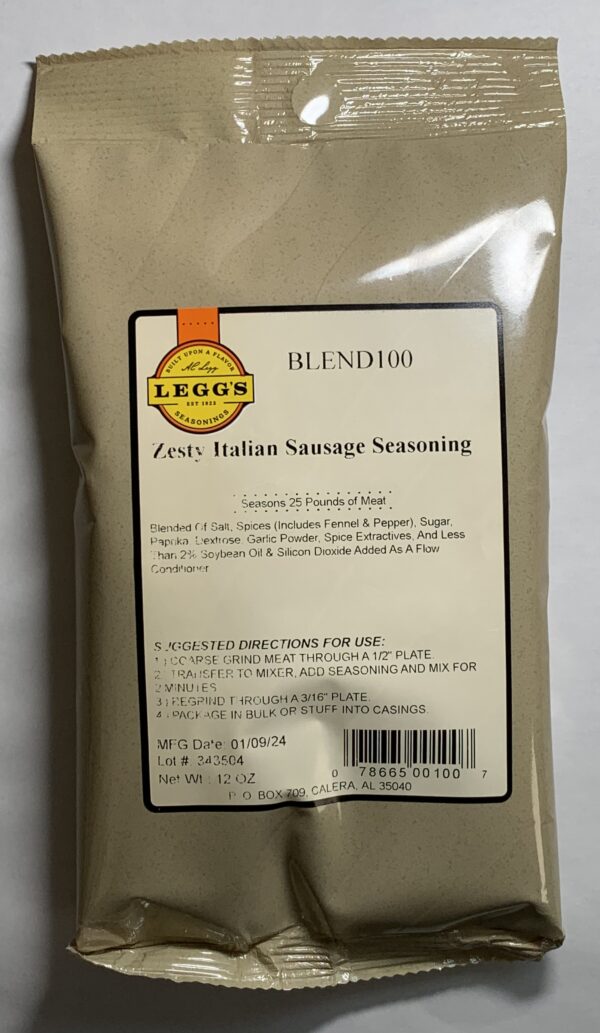 BUILT UPON A FLAVOR
AC Legg
LEGG'S
EST 1923
SEASONINGS
BLEND100
Zesty Italian Sausage Seasoning
Seasons 25 Pounds of Meat
Blended Of Salt, Spices (Includes Fennel & Pepper), Sugar,
Paprika, Dextrose, Garlic Powder, Spice Extractives, And Less
Than 2% Soybean Oil & Silicon Dioxide Added As A Flow
Conditioner
SUGGESTED DIRECTIONS FOR USE:
1.) COARSE GRIND MEAT THROUGH A 1/2" PLATE
2.) TRANSFER TO MIXER, ADD SEASONING AND MIX FOR
2 MINUTES
3.) REGRIND THROUGH A 3/16" PLATE.
4.) PACKAGE IN BULK OR STUFF INTO CASINGS.
MFG Date: 01/09/24
Lot # 343504
Net Wt.: 12 OZ
0 78665 00100 7
P. O. BOX 709, CALERA, AL 35040